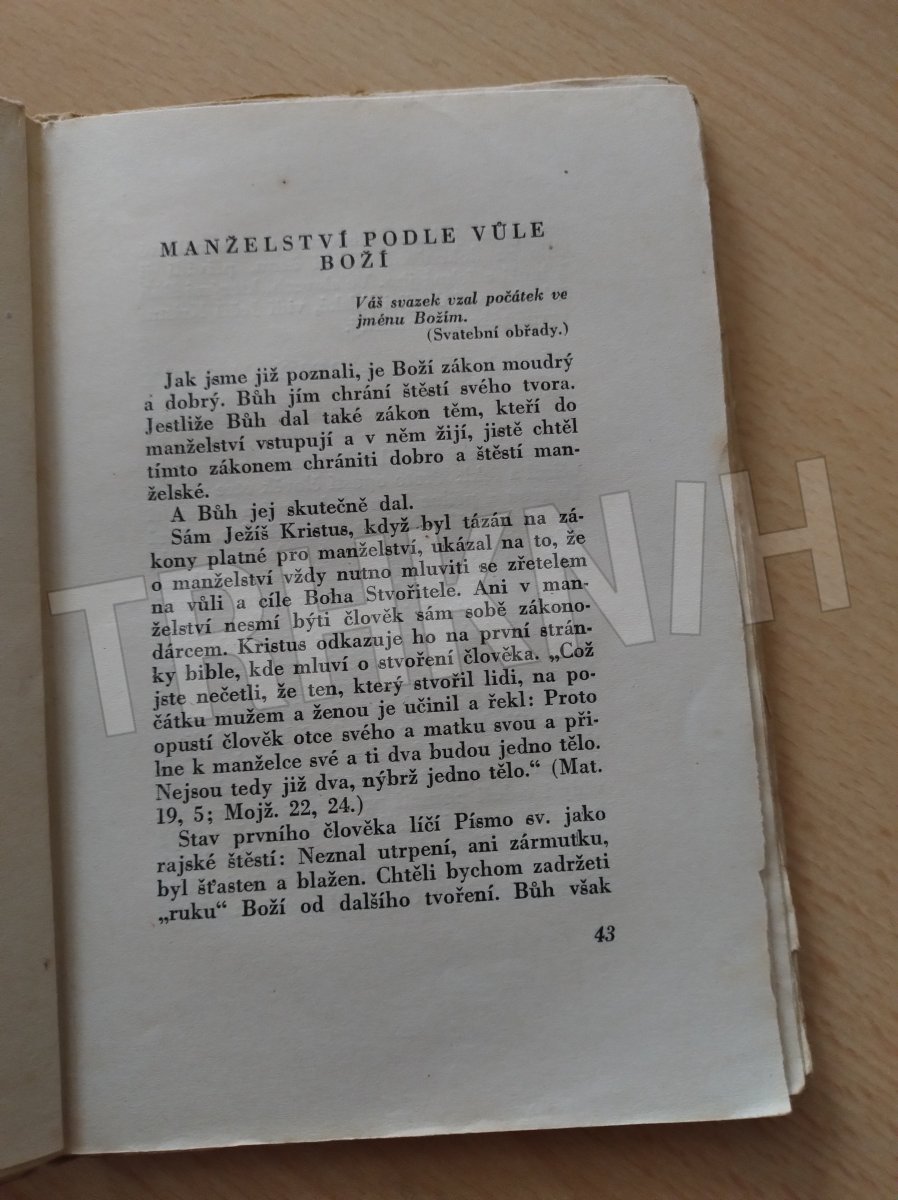 MANŽELSTVÍ PODLE VŮLE
BOŽÍ
Váš svazek vzal počátek ve
jménu Božím.
(Svatební obřady.)
Jak jsme již poznali, je Boží zákon moudrý
a dobrý. Bůh jím chrání štěstí svého tvora.
Jestliže Bůh dal také zákon těm, kteří do
manželství vstupují a v něm žijí, jistě chtěl
tímto zákonem chrániti dobro a štěstí man-
želské.
A Bůh jej skutečně dal.
Sám Ježíš Kristus, když byl tázán na zá-
kony platné pro manželství, ukázal na to, že
o manželství vždy nutno mluviti se zřetelem
na vůli a cíle Boha Stvořitele. Ani v man-
želství nesmí býti člověk sám sobě zákono-
dárcem. Kristus odkazuje ho na první strán-
ky bible, kde mluví o stvoření člověka. „Což
jste nečetli, že ten, který stvořil lidi, na po-
čátku mužem a ženou je učinil a řekl: Proto
opustí člověk otce svého a matku svou a při-
lne k manželce své a ti dva budou jedno tělo.
Nejsou tedy již dva, nýbrž jedno tělo.“ (Mat.
19, 5; Mojž. 22, 24.)
Stav prvního člověka líčí Písmo sv. jako
rajské štěstí: Neznal utrpení, ani zármutku,
byl šťasten a blažen. Chtěli bychom zadržeti
„ruku“ Boží od dalšího tvoření. Bůh však
43
TRHKNIH